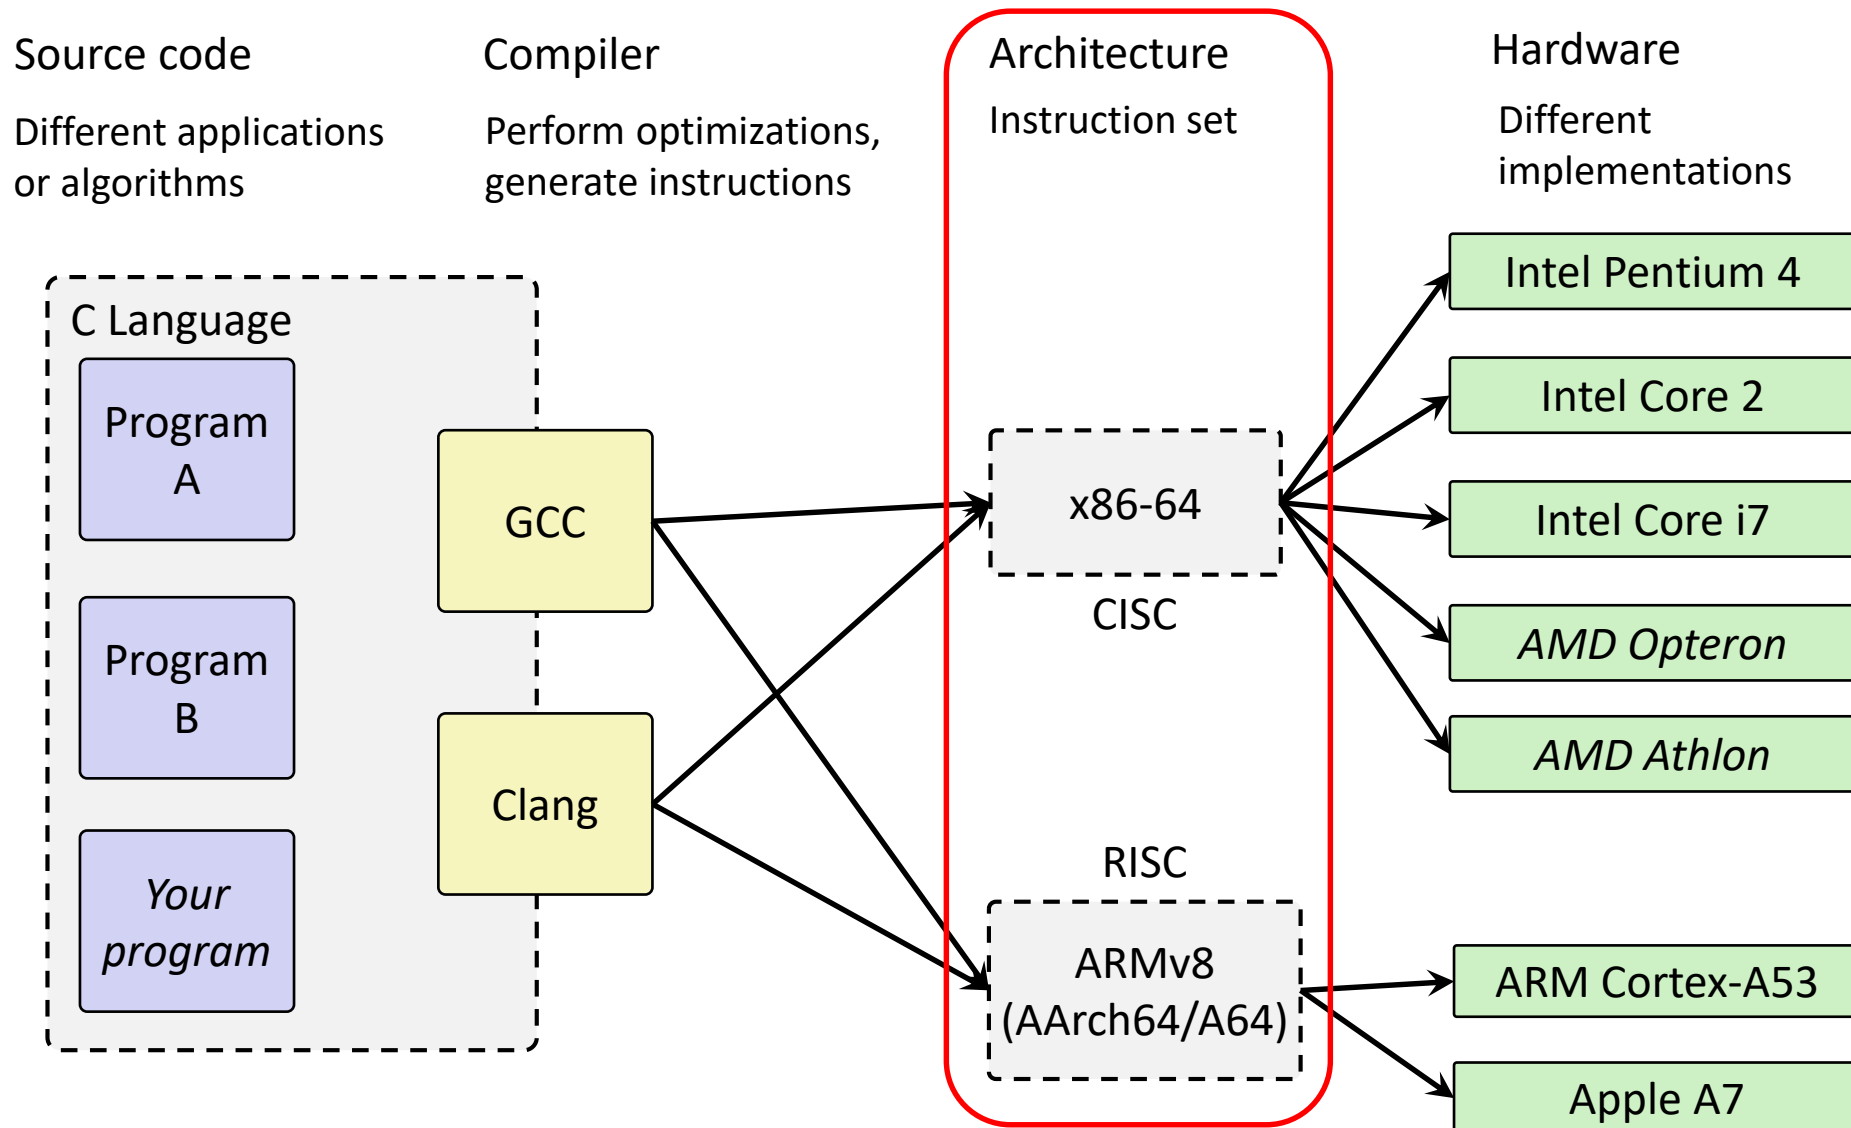 Source code
Different applications
or algorithms
Compiler
Perform optimizations,
generate instructions
Architecture
Instruction set
Hardware
Different
implementations
C Language
Program
A
Program
B
Your
program
GCC
Clang
x86-64
CISC
RISC
ARMv8
(AArch64/A64)
Intel Pentium 4
Intel Core 2
Intel Core i7
AMD Opteron
AMD Athlon
ARM Cortex-A53
Apple A7